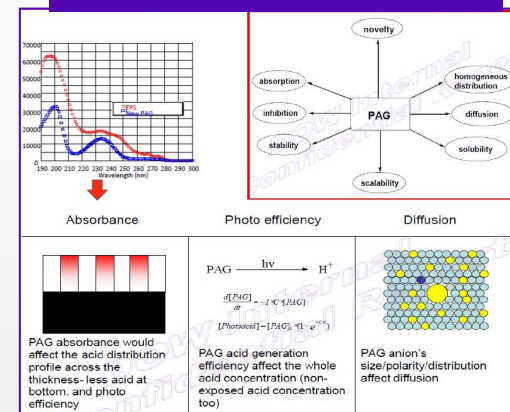 70000
60000
50000
40000
30000
20000
10000
0
TPS
New PAG
190 200 210 220 230 240 250 260 270 280 290 300
Wavelength (nm)
novelty
absorption
homogeneous
distribution
inhibition
PAG
diffusion
stability
solubility
scalability
Absorbance
Photo efficiency
Diffusion
PAG absorbance would
affect the acid distribution
profile across the
thickness- less acid at
bottom, and photo
efficiency
PAG hν H⁺
PAG acid generation
efficiency affect the whole
acid concentration (non-
exposed acid concentration
too)
PAG anion's
size/polarity/distribution
affect diffusion